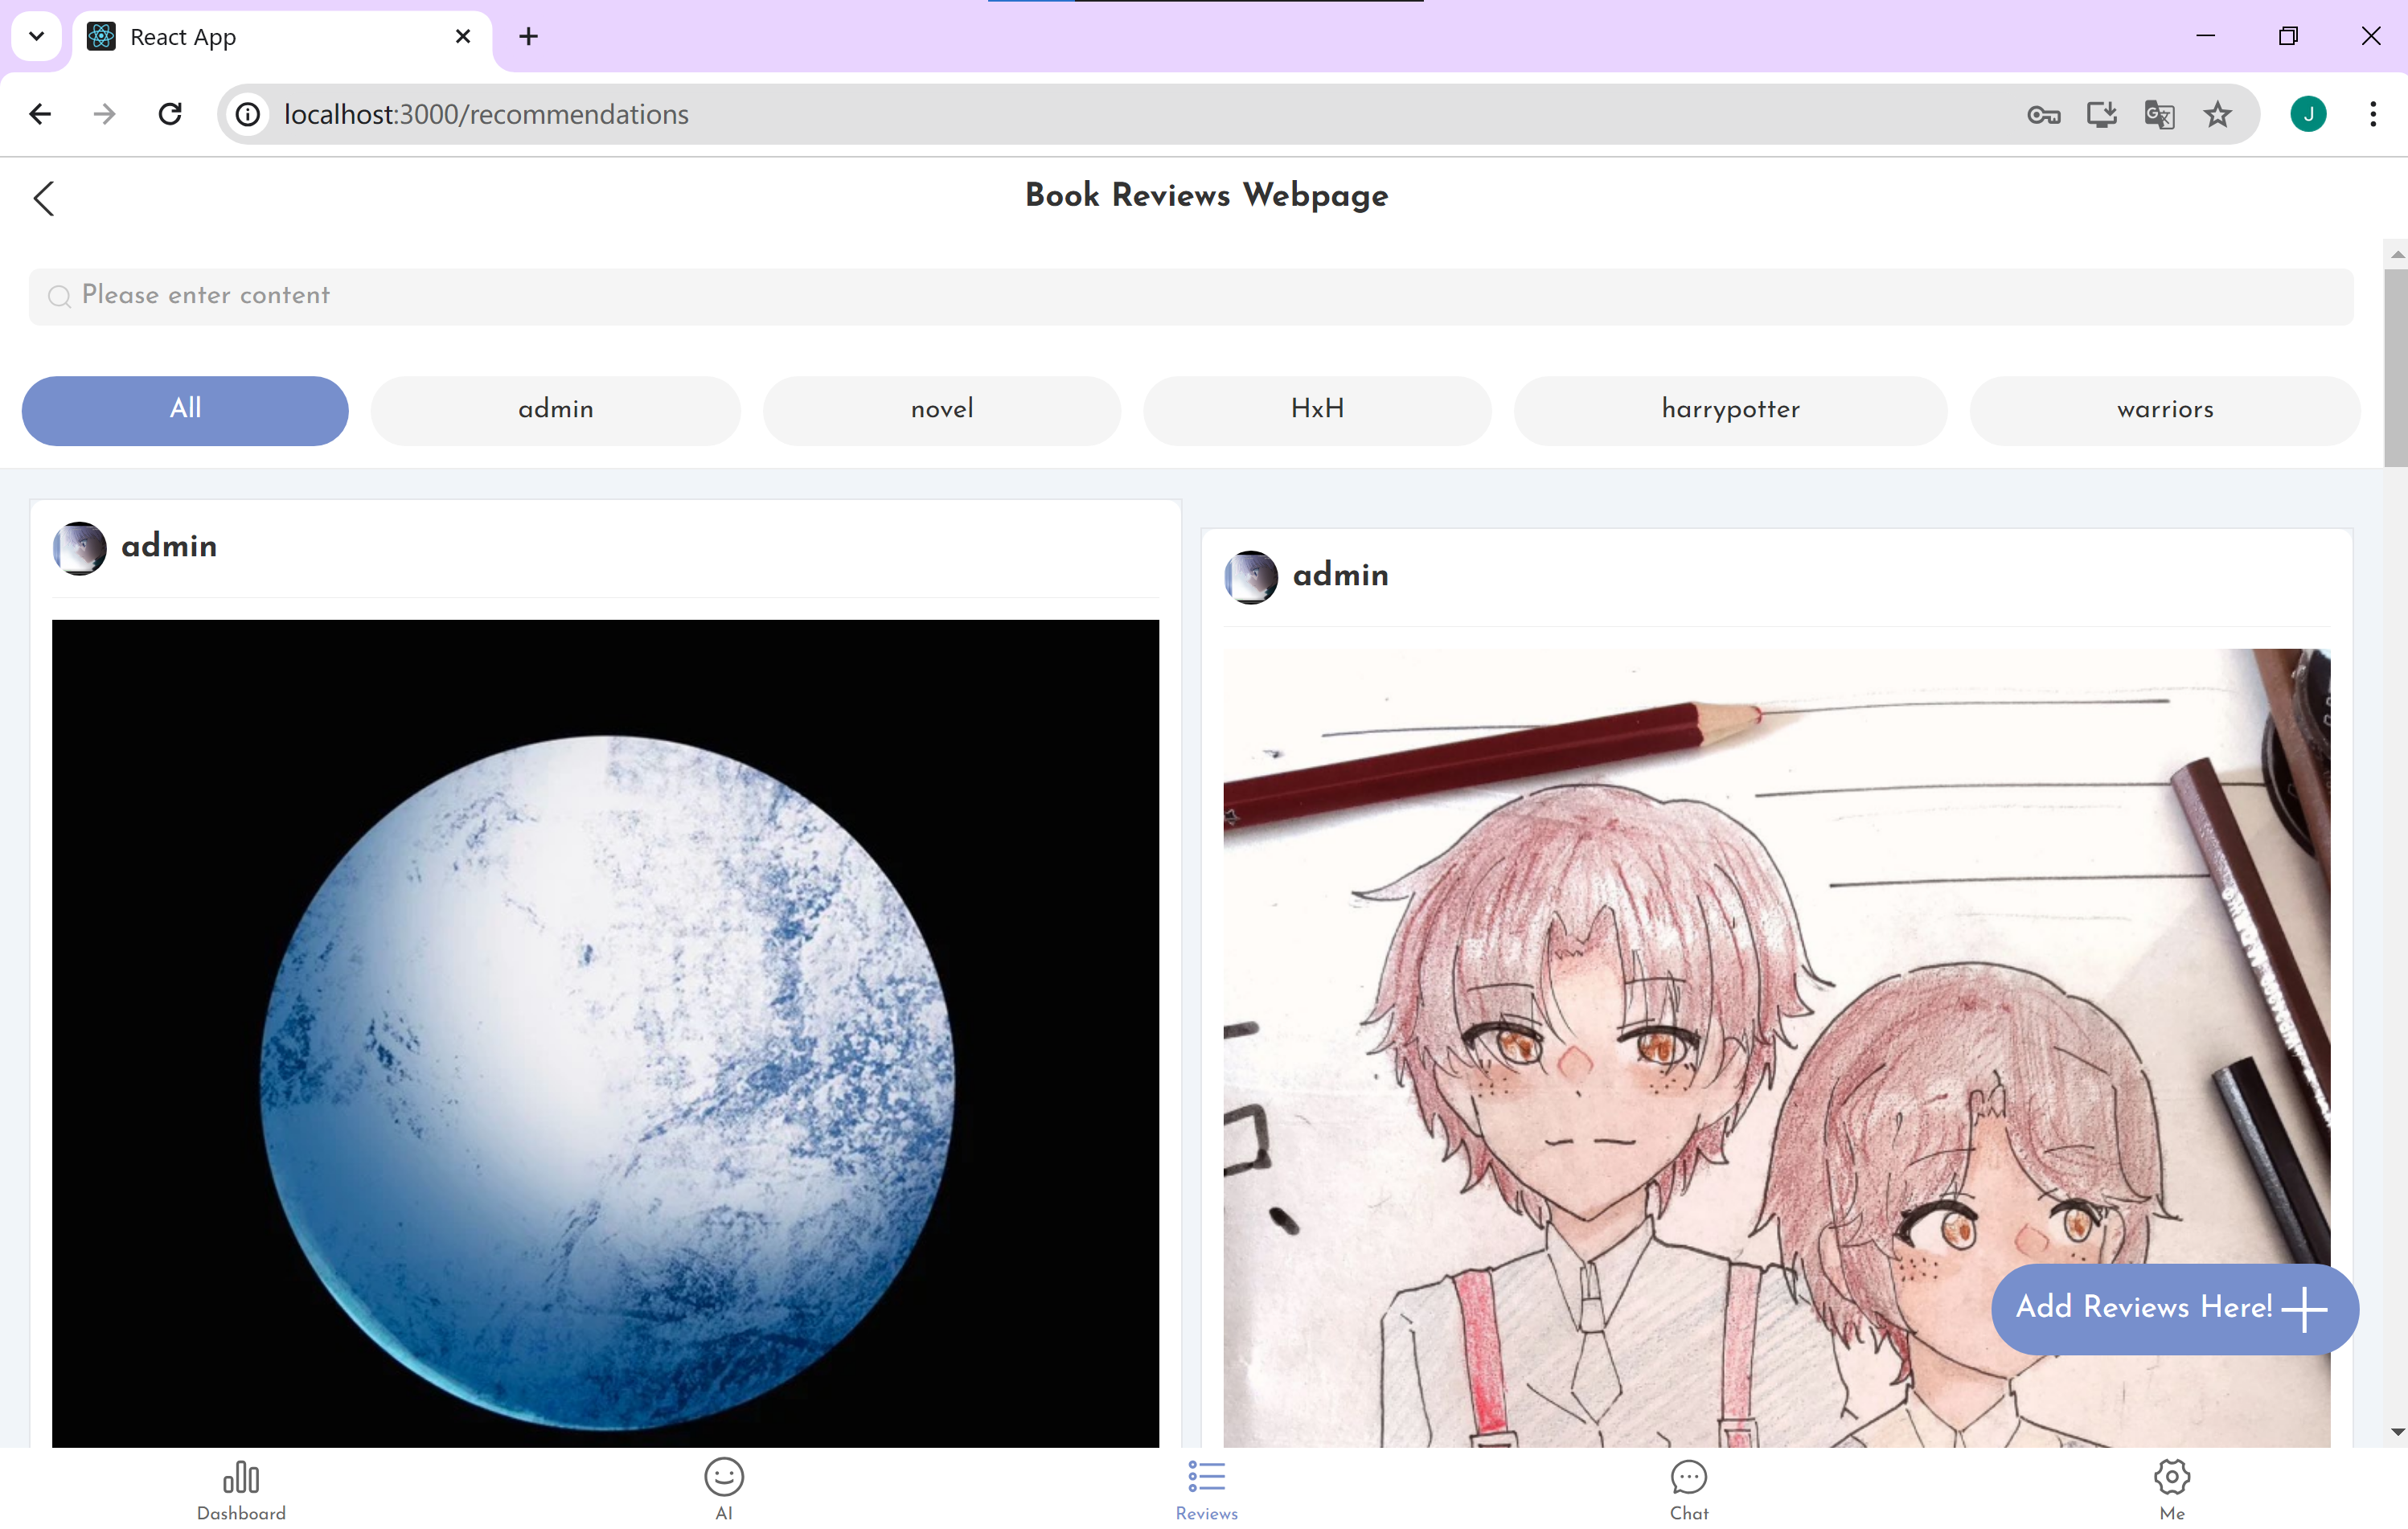 React App
localhost:3000/recommendations
J
Book Reviews Webpage
Please enter content
All
admin
novel
HxH
harrypotter
warriors
admin
admin
Add Reviews Here!
Dashboard
AI
Reviews
Chat
Me